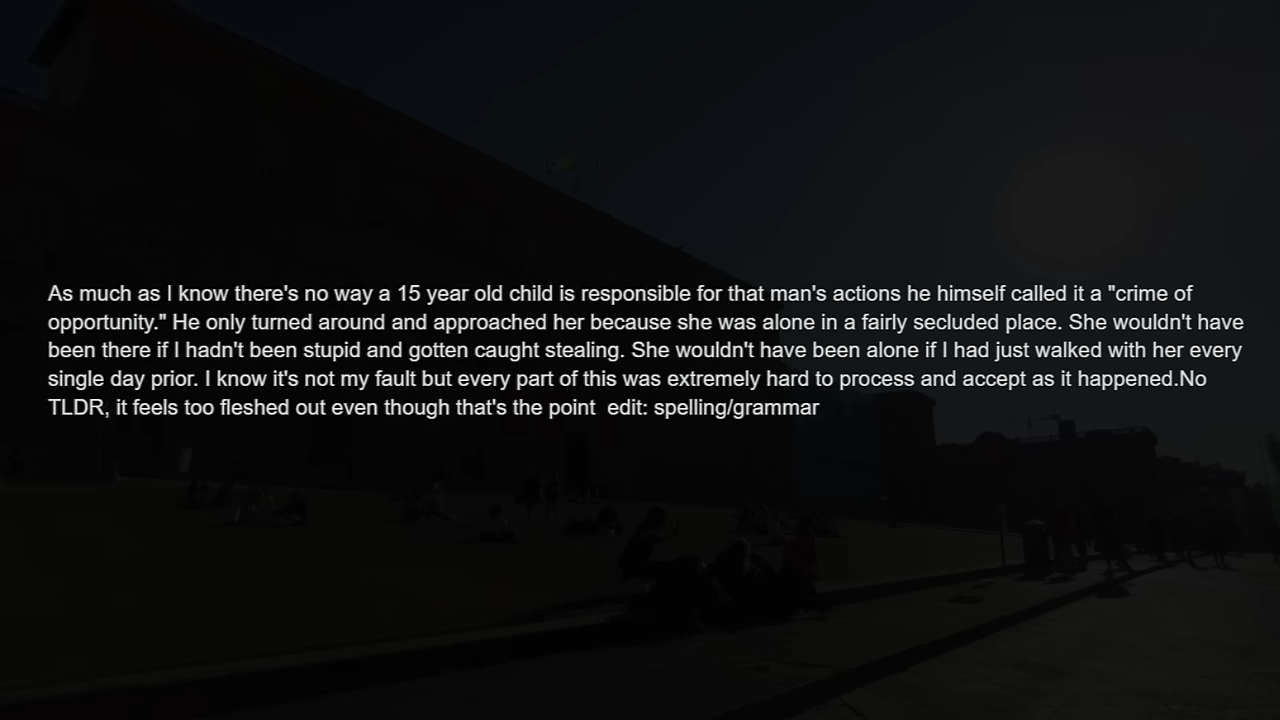 As much as I know there's no way a 15 year old child is responsible for that man's actions he himself called it a "crime of
opportunity." He only turned around and approached her because she was alone in a fairly secluded place. She wouldn't have
been there if I hadn't been stupid and gotten caught stealing. She wouldn't have been alone if I had just walked with her every
single day prior. I know it's not my fault but every part of this was extremely hard to process and accept as it happened.No
TLDR, it feels too fleshed out even though that's the point  edit: spelling/grammar